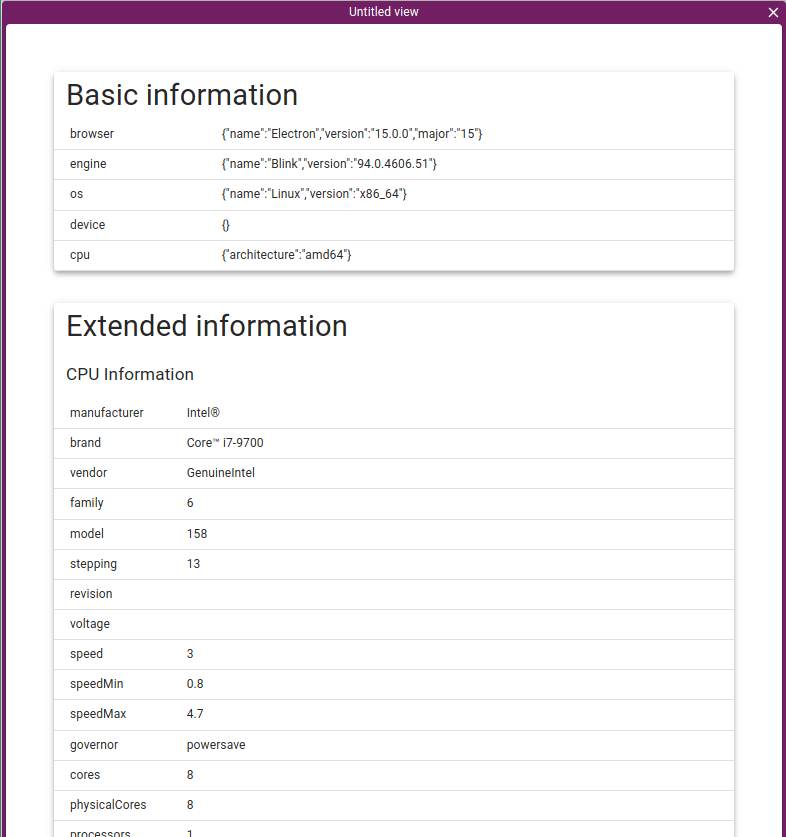 Untitled view
Basic information
browser {"name":"Electron","version":"15.0.0","major":"15"}
engine {"name":"Blink","version":"94.0.4606.51"}
os {"name":"Linux","version":"x86_64"}
device {}
cpu {"architecture":"amd64"}
Extended information
CPU Information
manufacturer Intel®
brand Core™ i7-9700
vendor GenuineIntel
family 6
model 158
stepping 13
revision
voltage
speed 3
speedMin 0.8
speedMax 4.7
governor powersave
cores 8
physicalCores 8
processors 1